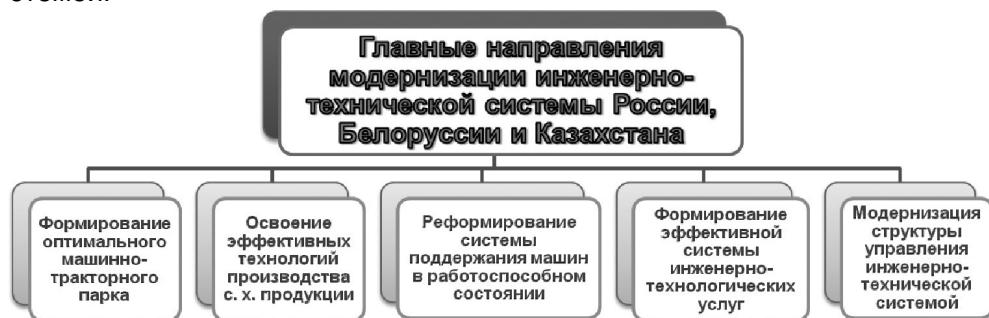 Главные направления
модернизации инженерно-
технической системы России,
Белоруссии и Казахстана
Формирование
оптимального
машинно-
тракторного
парка
Освоение
эффективных
технологий
производства
с. х. продукции
Реформирование
системы
поддержания машин
в работоспособном
состоянии
Формирование
эффективной
системы
инженерно-
технологических
услуг
Модернизация
структуры
управления
инженерно-
технической
системой